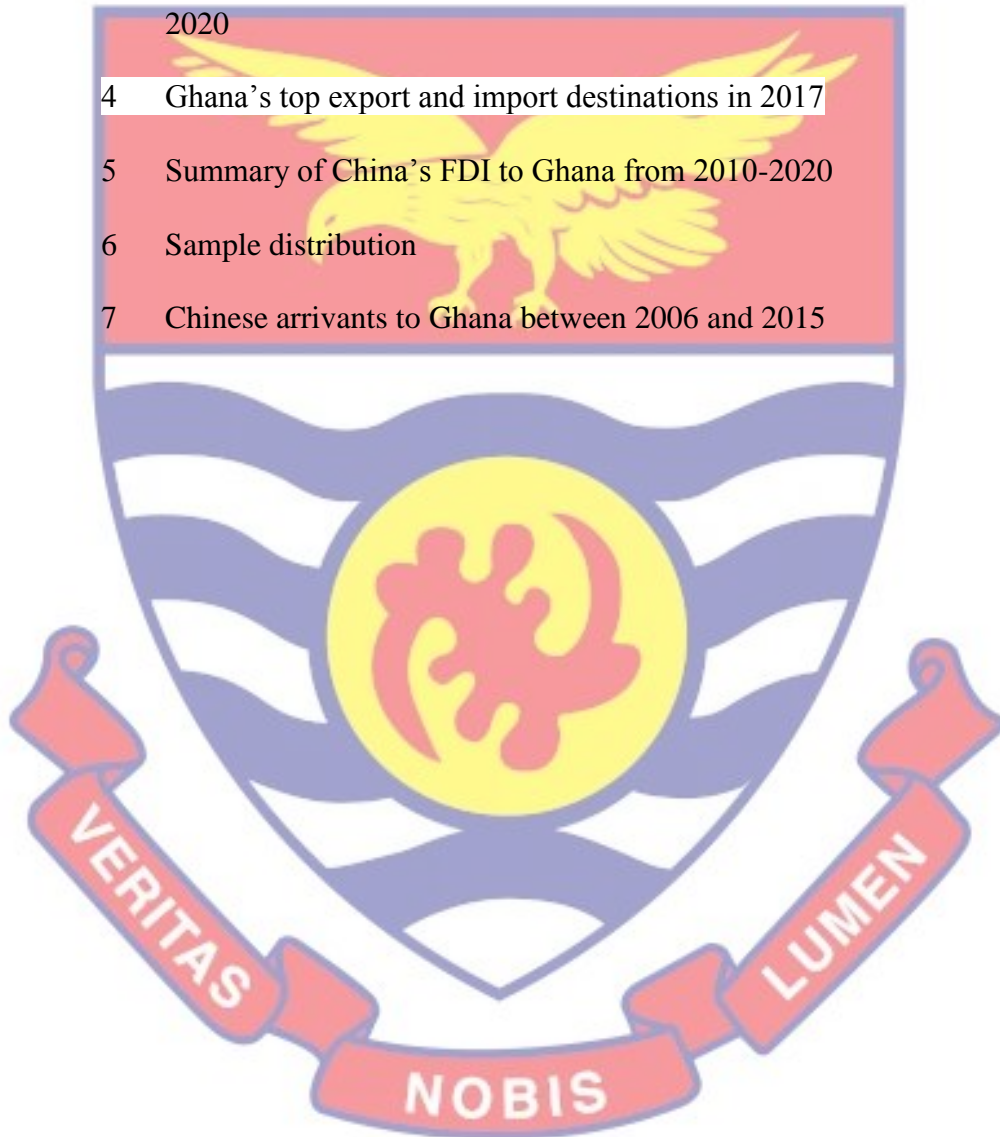 2020
4 Ghana’s top export and import destinations in 2017
5 Summary of China’s FDI to Ghana from 2010-2020
6 Sample distribution
7 Chinese arrivants to Ghana between 2006 and 2015
VERITAS
NOBIS
LUMEN